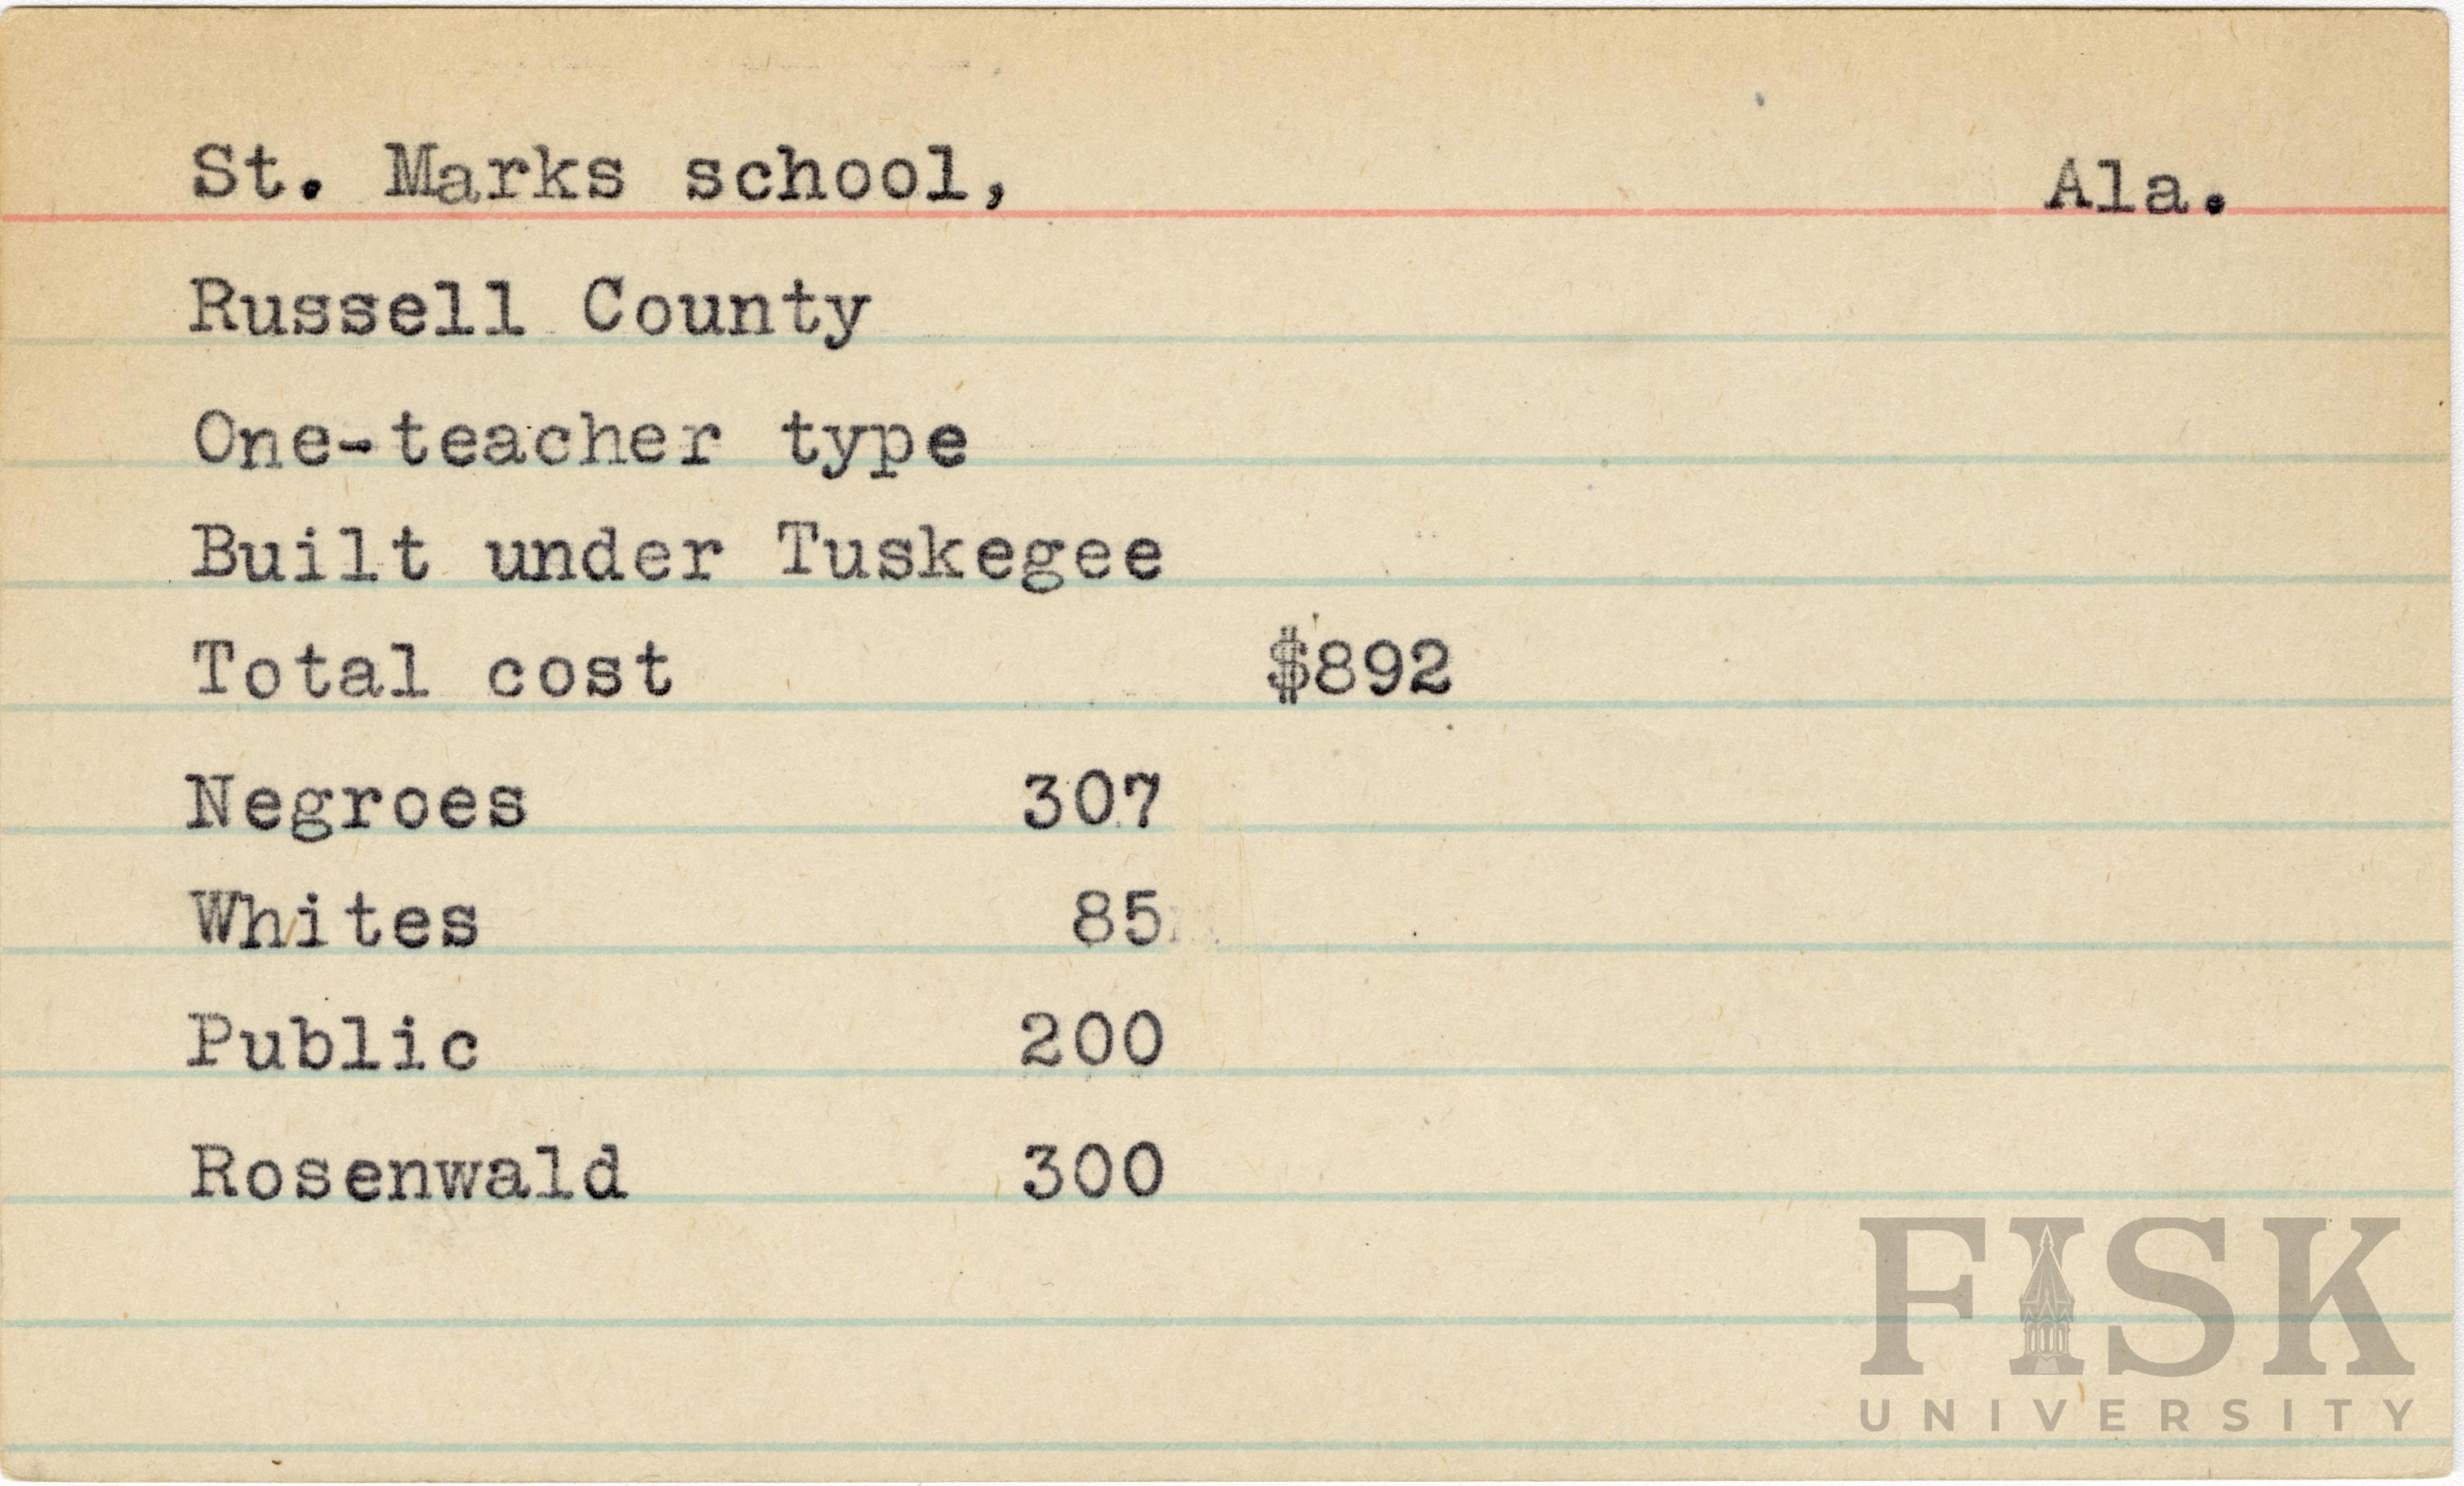 St. Marks school, Ala.
Russell County
One-teacher type
Built under Tuskegee
Total cost $892
Negroes 307
Whites 85
Public 200
Rosenwald 300
FISK
UNIVERSITY